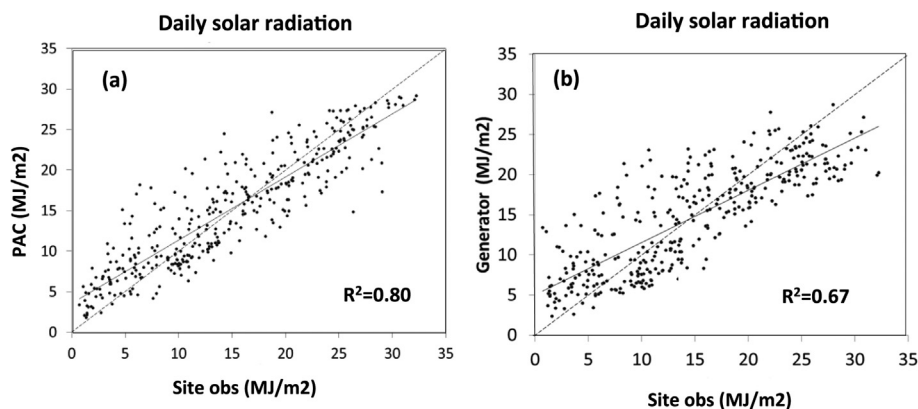 Daily solar radiation
(a)
PAC (MJ/m2)
35
30
25
20
15
10
5
0
R²=0.80
0 5 10 15 20 25 30 35
Site obs (MJ/m2)
Daily solar radiation
(b)
Generator (MJ/m2)
35
30
25
20
15
10
5
0
R²=0.67
0 5 10 15 20 25 30 35
Site obs (MJ/m2)